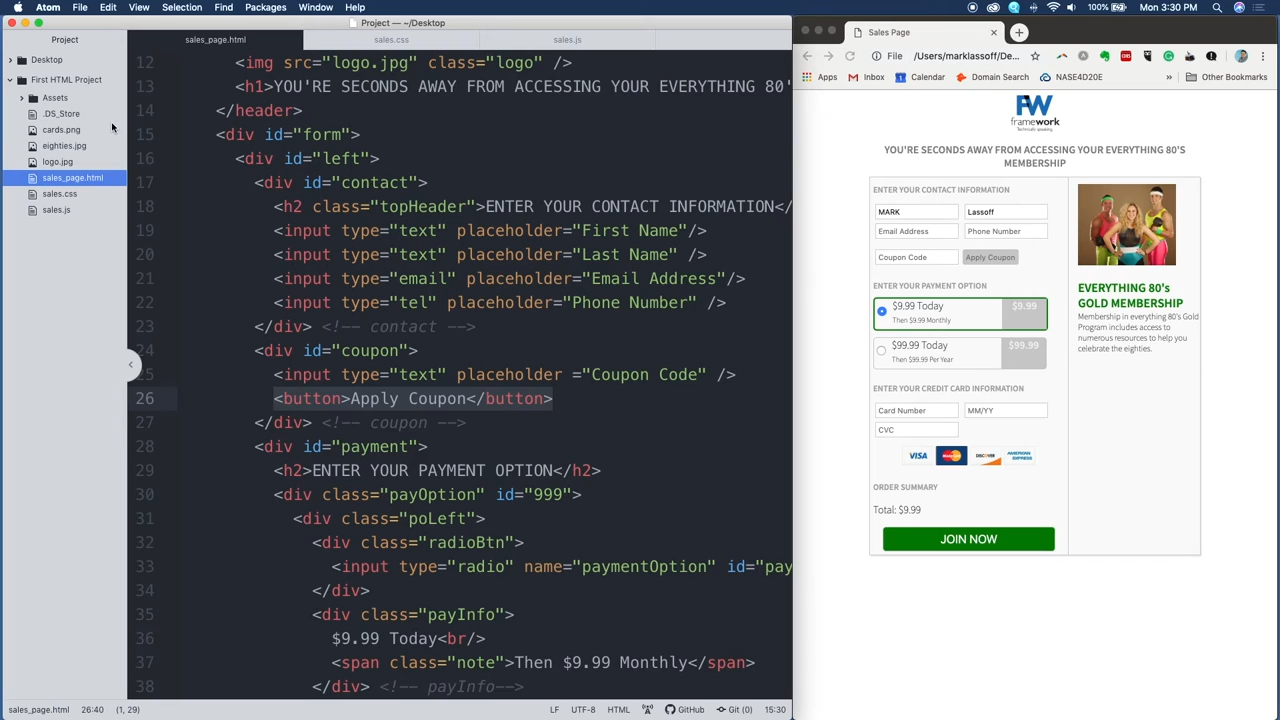 Atom File Edit View Selection Find Packages Window Help
100% Mon 3:30 PM
Project — ~/Desktop
Project
Desktop
First HTML Project
Assets
.DS_Store
cards.png
eighties.jpg
logo.jpg
sales_page.html
sales.css
sales.js
sales_page.html sales.css sales.js
12 <img src="logo.jpg" class="logo" />
13 <h1>YOU'RE SECONDS AWAY FROM ACCESSING YOUR EVERYTHING 80'
14 </header>
15 <div id="form">
16 <div id="left">
17 <div id="contact">
18 <h2 class="topHeader">ENTER YOUR CONTACT INFORMATION</
19 <input type="text" placeholder="First Name"/>
20 <input type="text" placeholder="Last Name" />
21 <input type="email" placeholder="Email Address"/>
22 <input type="tel" placeholder="Phone Number" />
23 </div> <!-- contact -->
24 <div id="coupon">
25 <input type="text" placeholder ="Coupon Code" />
26 <button>Apply Coupon</button>
27 </div> <!-- coupon -->
28 <div id="payment">
29 <h2>ENTER YOUR PAYMENT OPTION</h2>
30 <div class="payOption" id="999">
31 <div class="poLeft">
32 <div class="radioBtn">
33 <input type="radio" name="paymentOption" id="pay
34 </div>
35 <div class="payInfo">
36 $9.99 Today<br/>
37 <span class="note">Then $9.99 Monthly</span>
38 </div> <!-- payInfo-->
sales_page.html 26:40 (1, 29) LF UTF-8 HTML GitHub Git (0) 15:30
Sales Page
File /Users/marklassoff/De...
Apps Inbox Calendar Domain Search NASE4D20E » Other Bookmarks
FW
framework
Technically speaking.
YOU'RE SECONDS AWAY FROM ACCESSING YOUR EVERYTHING 80'S
MEMBERSHIP
ENTER YOUR CONTACT INFORMATION
MARK Lassoff
Email Address Phone Number
Coupon Code Apply Coupon
ENTER YOUR PAYMENT OPTION
$9.99 Today $9.99
Then $9.99 Monthly
$99.99 Today $99.99
Then $99.99 Per Year
ENTER YOUR CREDIT CARD INFORMATION
Card Number MM/YY
CVC
VISA MasterCard DISCOVER AMERICAN EXPRESS
ORDER SUMMARY
Total: $9.99
JOIN NOW
EVERYTHING 80's
GOLD MEMBERSHIP
Membership in everything 80's Gold
Program includes access to
numerous resources to help you
celebrate the eighties.